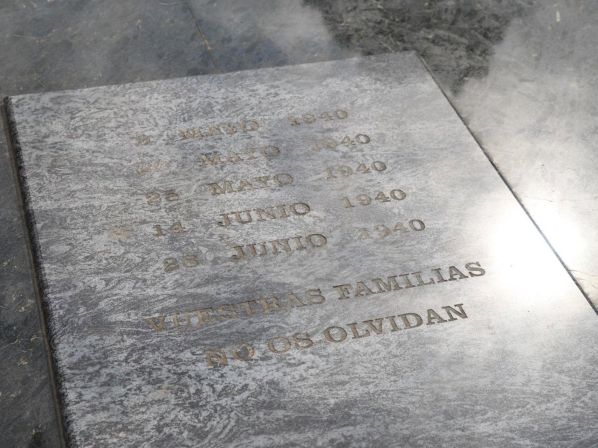 MAYO 1940
MAYO 1940
MAYO 1940
14 JUNIO 1940
JUNIO 1940
VUESTRAS FAMILIAS
NO OS OLVIDAN